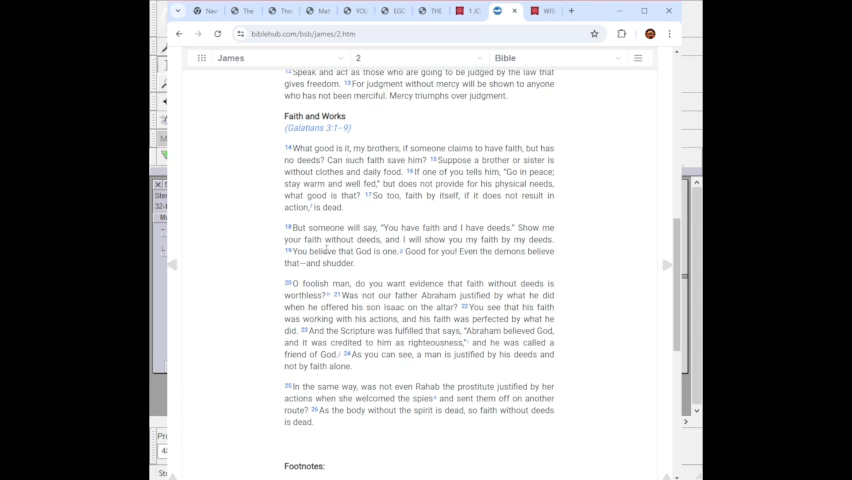 Nev
The
Tho
Mat
YOU
EGO
THE
1 JO
WIS
biblehub.com/bsb/james/2.htm
James
2
Bible
12 Speak and act as those who are going to be judged by the law that
gives freedom. 13 For judgment without mercy will be shown to anyone
who has not been merciful. Mercy triumphs over judgment.
Faith and Works
(Galatians 3:1–9)
14 What good is it, my brothers, if someone claims to have faith, but has
no deeds? Can such faith save him? 15 Suppose a brother or sister is
without clothes and daily food. 16 If one of you tells him, “Go in peace;
stay warm and well fed,” but does not provide for his physical needs,
what good is that? 17 So too, faith by itself, if it does not result in
action, f is dead.
18 But someone will say, “You have faith and I have deeds.” Show me
your faith without deeds, and I will show you my faith by my deeds.
19 You believe that God is one. g Good for you! Even the demons believe
that—and shudder.
20 O foolish man, do you want evidence that faith without deeds is
worthless? h 21 Was not our father Abraham justified by what he did
when he offered his son Isaac on the altar? 22 You see that his faith
was working with his actions, and his faith was perfected by what he
did. 23 And the Scripture was fulfilled that says, “Abraham believed God,
and it was credited to him as righteousness,” i and he was called a
friend of God. j 24 As you can see, a man is justified by his deeds and
not by faith alone.
25 In the same way, was not even Rahab the prostitute justified by her
actions when she welcomed the spies k and sent them off on another
route? 26 As the body without the spirit is dead, so faith without deeds
is dead.
Footnotes: